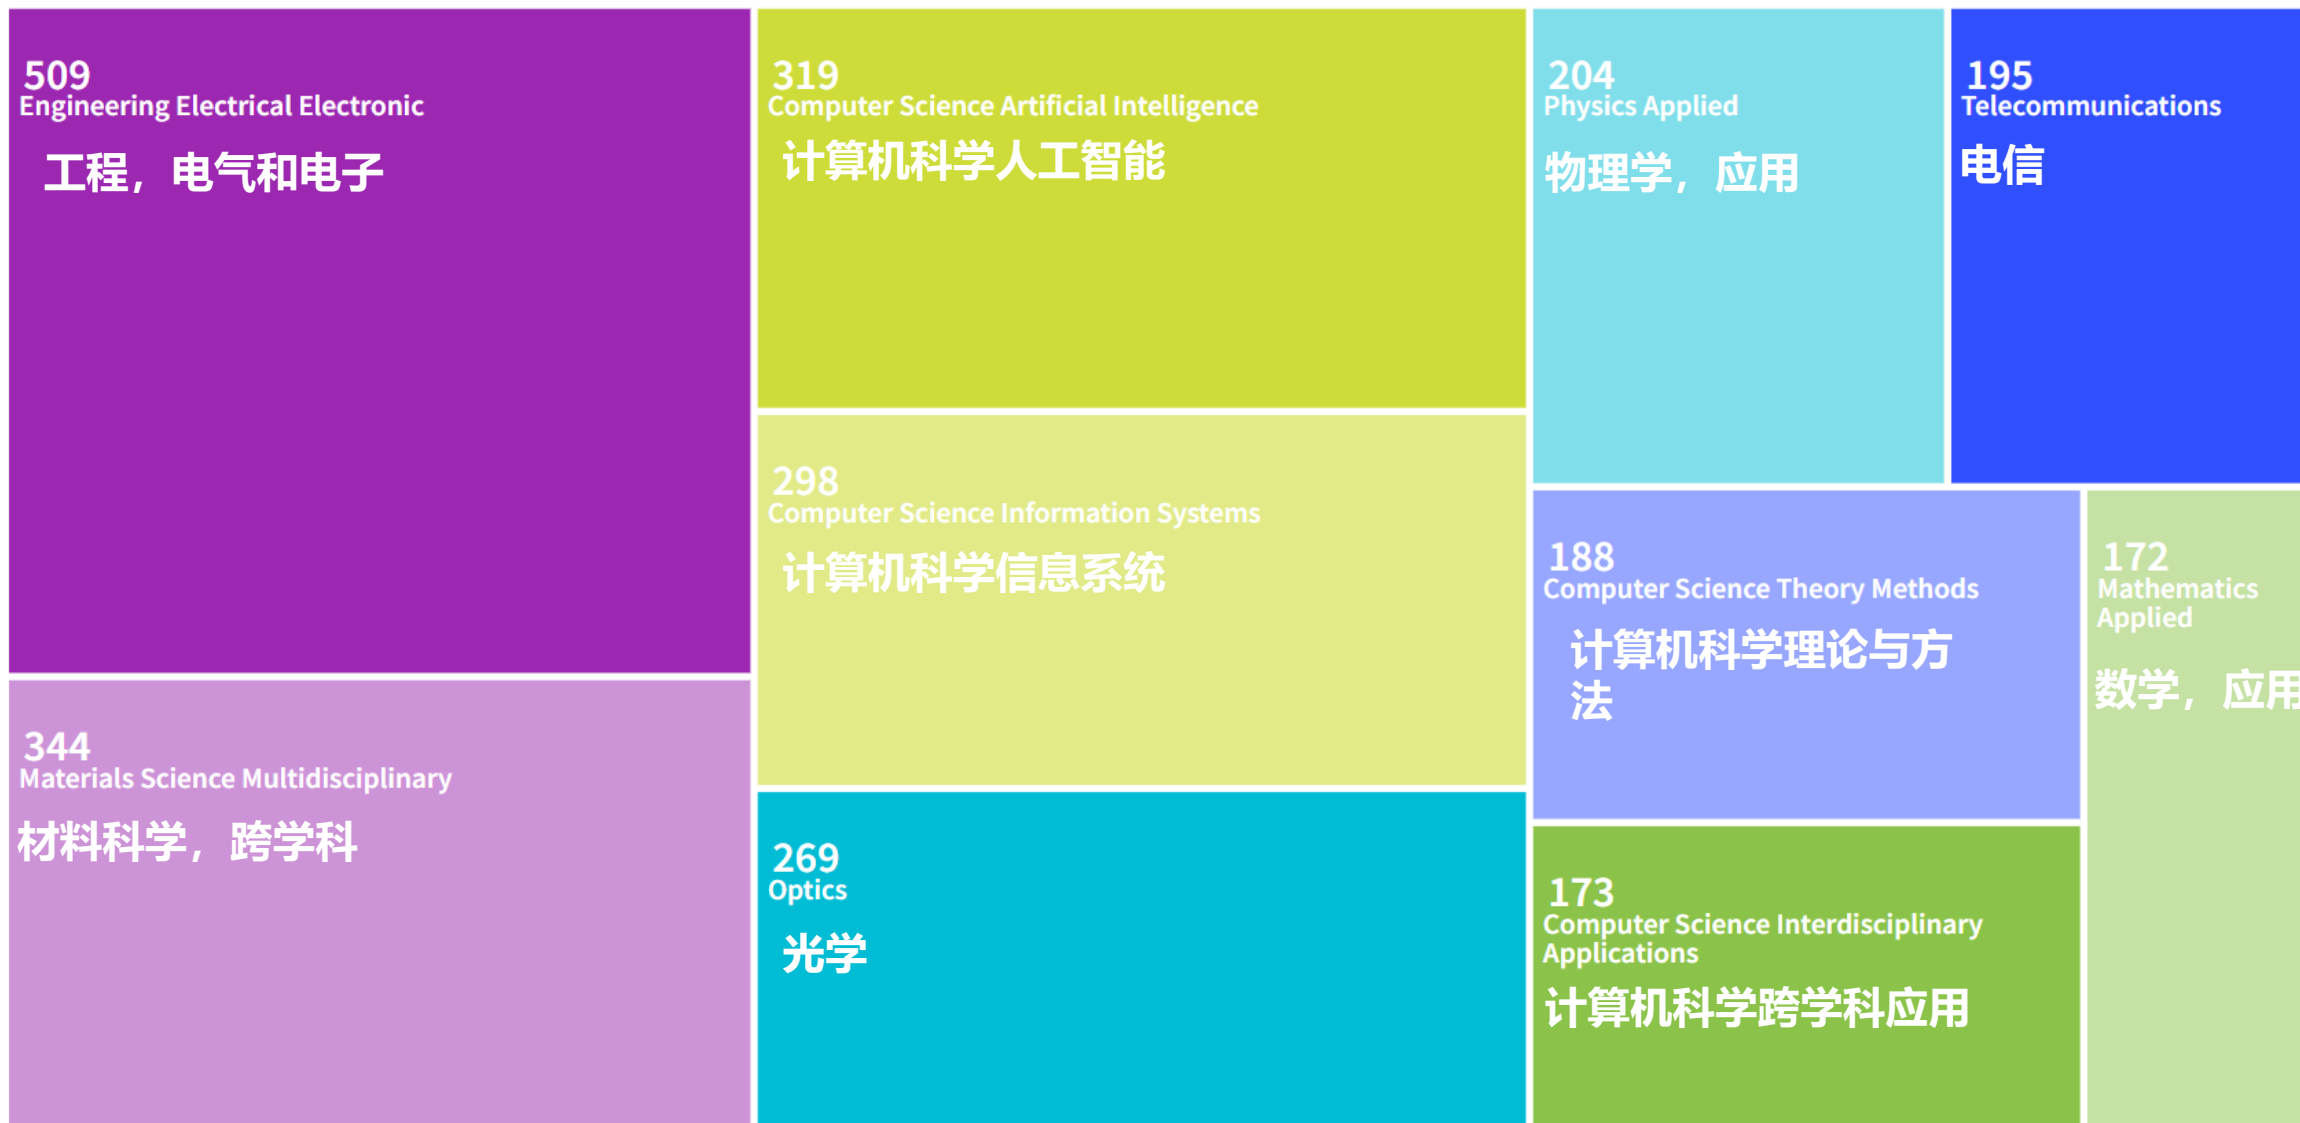 509
Engineering Electrical Electronic
工程，电气和电子
344
Materials Science Multidisciplinary
材料科学，跨学科
319
Computer Science Artificial Intelligence
计算机科学人工智能
298
Computer Science Information Systems
计算机科学信息系统
269
Optics
光学
204
Physics Applied
物理学，应用
195
Telecommunications
电信
188
Computer Science Theory Methods
计算机科学理论与方
法
173
Computer Science Interdisciplinary
Applications
计算机科学跨学科应用
172
Mathematics
Applied
数学，应用